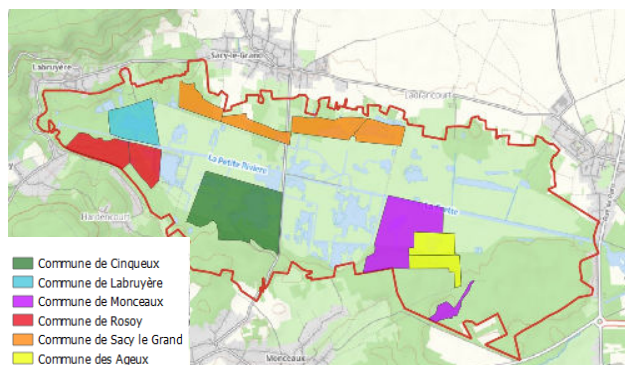 Sacy-le-Grand
Labruyère
Labrancourt
La Petite Rivière
Hardencourt
Monceaux
Commune de Cinqueux
Commune de Labruyère
Commune de Monceaux
Commune de Rosoy
Commune de Sacy le Grand
Commune des Ageux